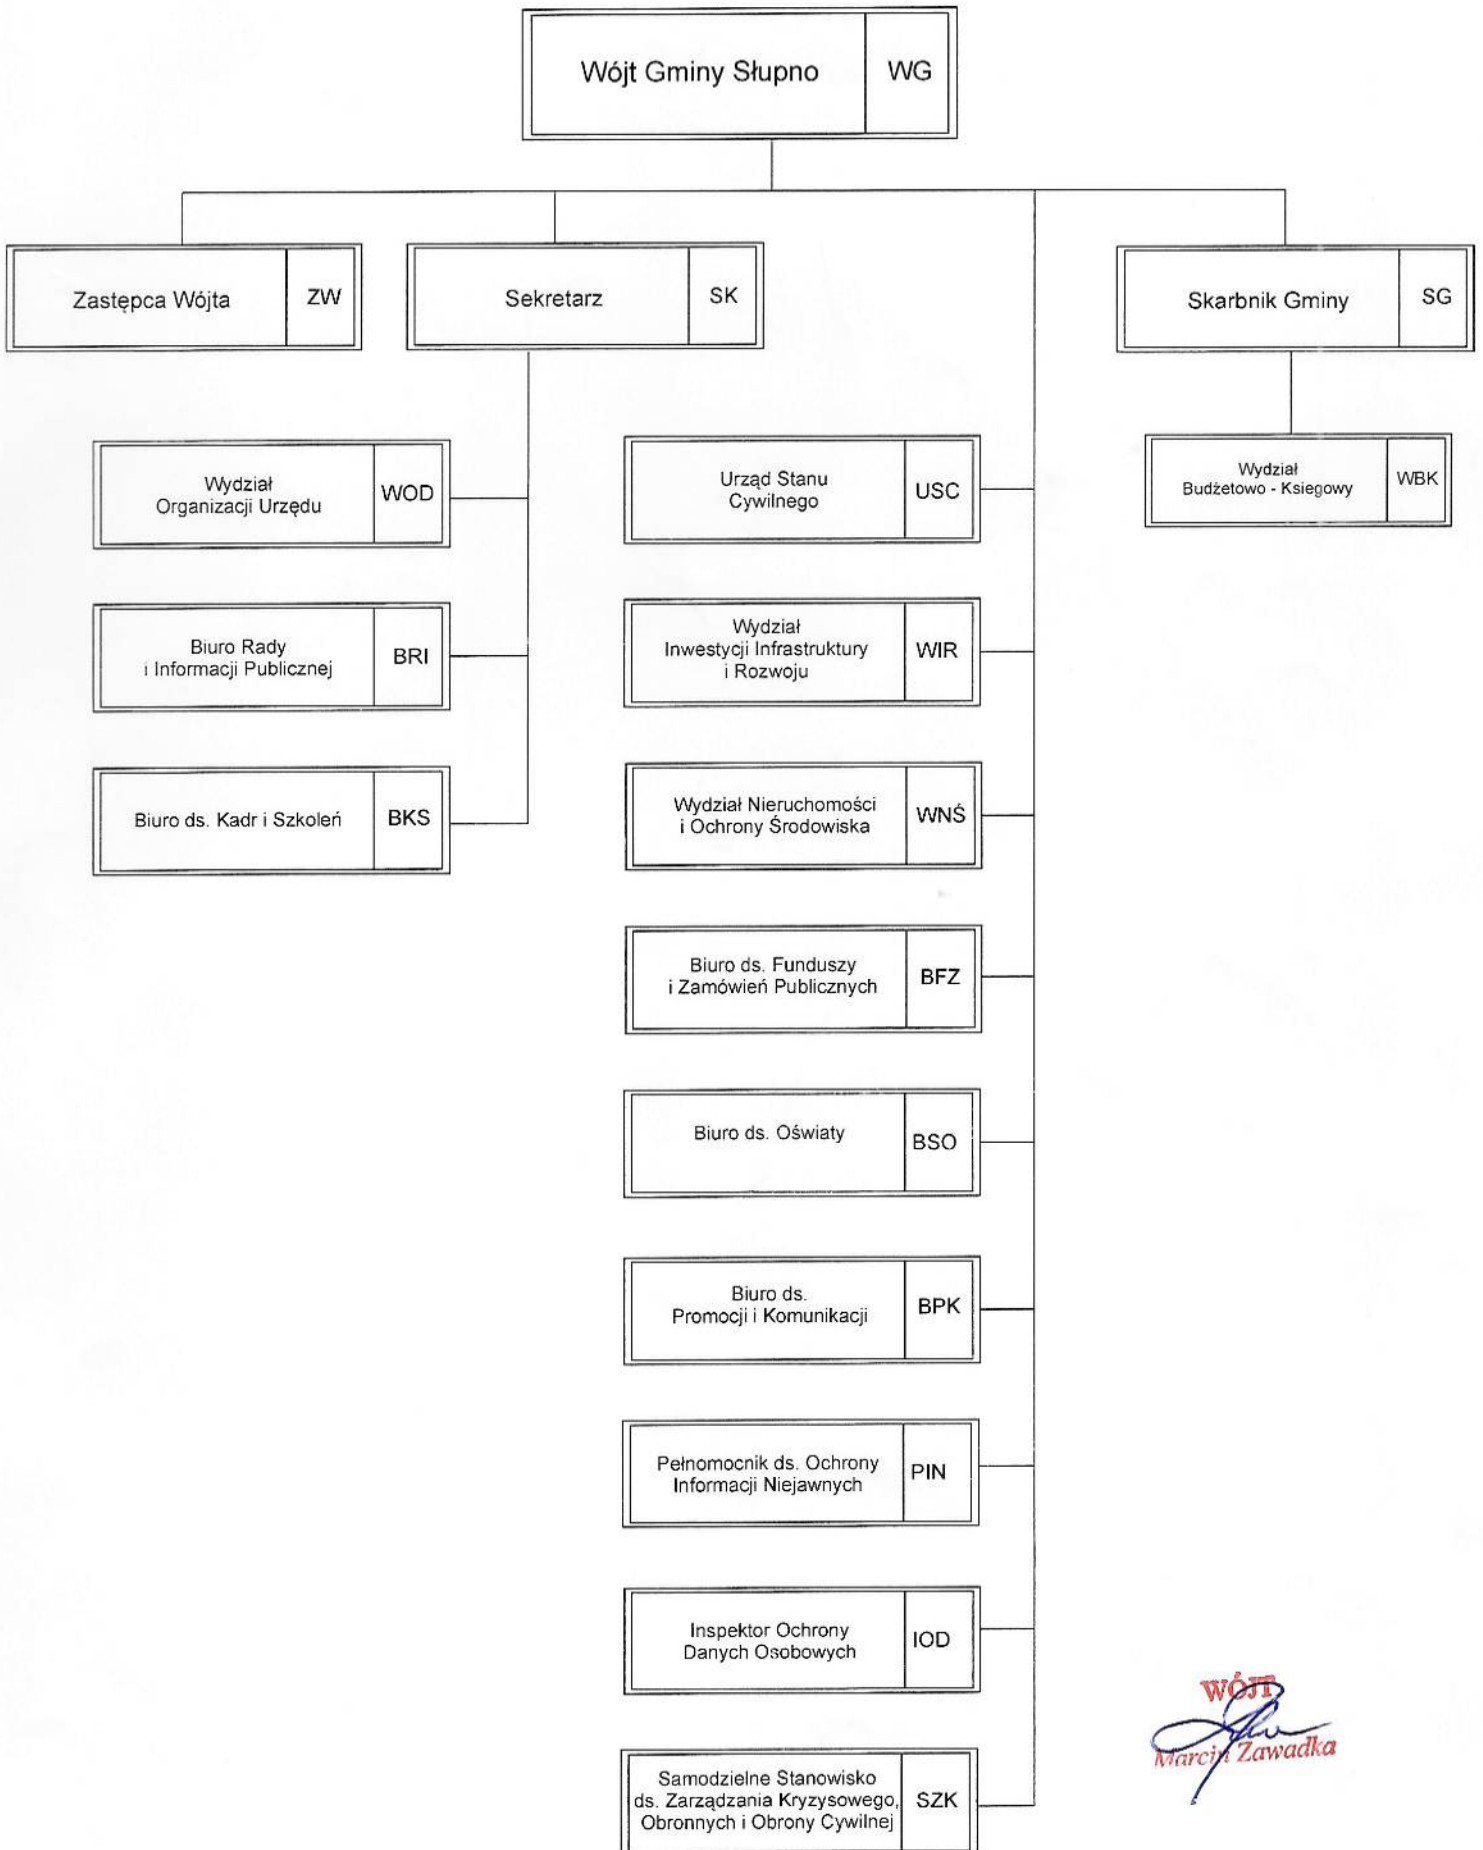 Wójt Gminy Słupno WG
Zastępca Wójta ZW
Sekretarz SK
Skarbnik Gminy SG
Wydział
Organizacji Urzędu WOD
Biuro Rady
i Informacji Publicznej BRI
Biuro ds. Kadr i Szkoleń BKS
Urząd Stanu
Cywilnego USC
Wydział
Inwestycji Infrastruktury
i Rozwoju WIR
Wydział Nieruchomości
i Ochrony Środowiska WNŚ
Biuro ds. Funduszy
i Zamówień Publicznych BFZ
Biuro ds. Oświaty BSO
Biuro ds.
Promocji i Komunikacji BPK
Pełnomocnik ds. Ochrony
Informacji Niejawnych PIN
Inspektor Ochrony
Danych Osobowych IOD
Samodzielne Stanowisko
ds. Zarządzania Kryzysowego,
Obronnych i Obrony Cywilnej SZK
Wydział
Budżetowo - Ksiegowy WBK
WÓJT
Marcin Zawadka